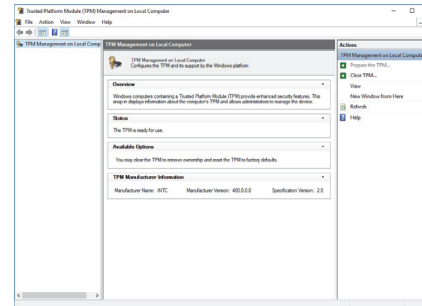 Trusted Platform Module (TPM) Management on Local Computer
File Action View Window Help
TPM Management on Local Comp
TPM Management on Local Computer
TPM Management on Local Computer
Configures the TPM and its support by the Windows platform
Overview
Windows computers containing a Trusted Platform Module (TPM) provide enhanced security features. This
snap-in displays information about the computer's TPM and allows administrators to manage the device.
Status
The TPM is ready for use.
Available Options
You may clear the TPM to remove ownership and reset the TPM to factory defaults.
TPM Manufacturer Information
Manufacturer Name: INTC Manufacturer Version: 400.0.0.0 Specification Version: 2.0
Actions
TPM Management on Local Compute
Prepare the TPM...
Clear TPM...
View
New Window from Here
Refresh
Help